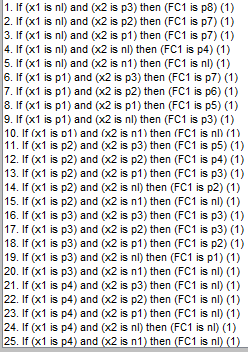 1. If (x1 is nl) and (x2 is p3) then (FC1 is p8) (1)
2. If (x1 is nl) and (x2 is p2) then (FC1 is p7) (1)
3. If (x1 is nl) and (x2 is p1) then (FC1 is p7) (1)
4. If (x1 is nl) and (x2 is nl) then (FC1 is p4) (1)
5. If (x1 is nl) and (x2 is n1) then (FC1 is nl) (1)
6. If (x1 is p1) and (x2 is p3) then (FC1 is p7) (1)
7. If (x1 is p1) and (x2 is p2) then (FC1 is p6) (1)
8. If (x1 is p1) and (x2 is p1) then (FC1 is p5) (1)
9. If (x1 is p1) and (x2 is nl) then (FC1 is p3) (1)
10. If (x1 is p1) and (x2 is n1) then (FC1 is nl) (1)
11. If (x1 is p2) and (x2 is p3) then (FC1 is p5) (1)
12. If (x1 is p2) and (x2 is p2) then (FC1 is p4) (1)
13. If (x1 is p2) and (x2 is p1) then (FC1 is p3) (1)
14. If (x1 is p2) and (x2 is nl) then (FC1 is p2) (1)
15. If (x1 is p2) and (x2 is n1) then (FC1 is nl) (1)
16. If (x1 is p3) and (x2 is p3) then (FC1 is p3) (1)
17. If (x1 is p3) and (x2 is p2) then (FC1 is p3) (1)
18. If (x1 is p3) and (x2 is p1) then (FC1 is p2) (1)
19. If (x1 is p3) and (x2 is nl) then (FC1 is p1) (1)
20. If (x1 is p3) and (x2 is n1) then (FC1 is nl) (1)
21. If (x1 is p4) and (x2 is p3) then (FC1 is nl) (1)
22. If (x1 is p4) and (x2 is p2) then (FC1 is nl) (1)
23. If (x1 is p4) and (x2 is p1) then (FC1 is nl) (1)
24. If (x1 is p4) and (x2 is nl) then (FC1 is nl) (1)
25. If (x1 is p4) and (x2 is n1) then (FC1 is nl) (1)